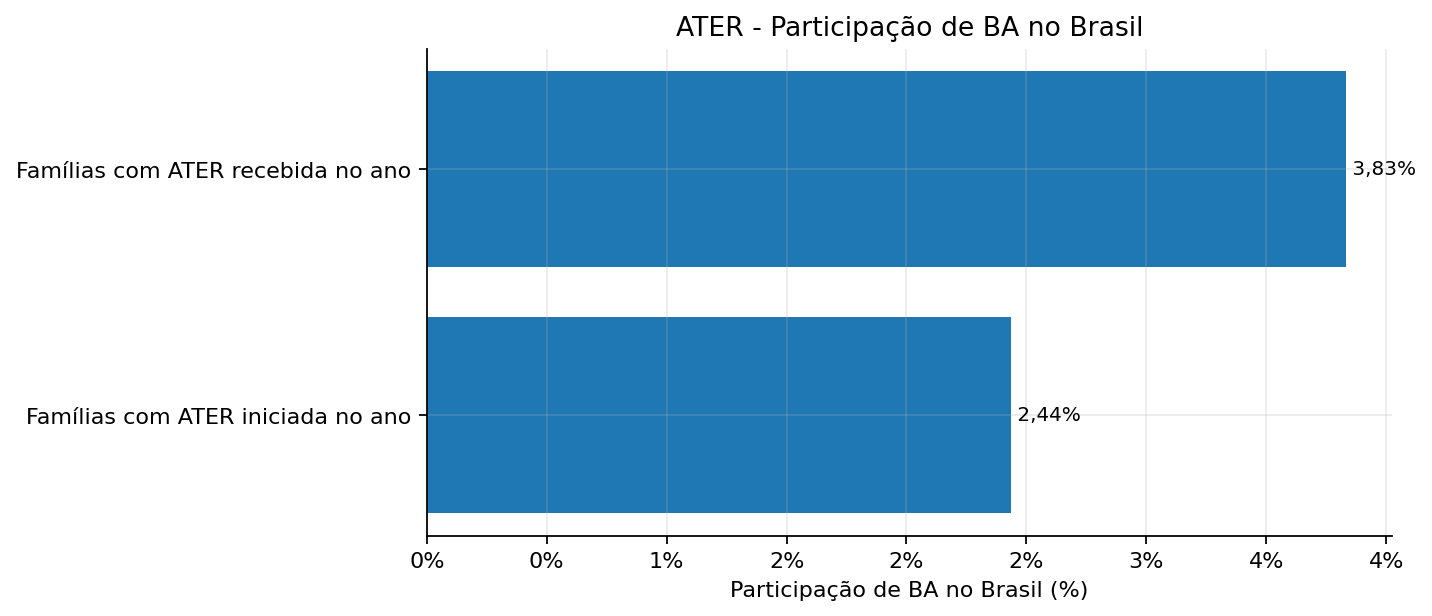 ATER - Participação de BA no Brasil
Famílias com ATER recebida no ano
3,83%
Famílias com ATER iniciada no ano
2,44%
0% 0% 1% 2% 2% 2% 3% 4% 4%
Participação de BA no Brasil (%)